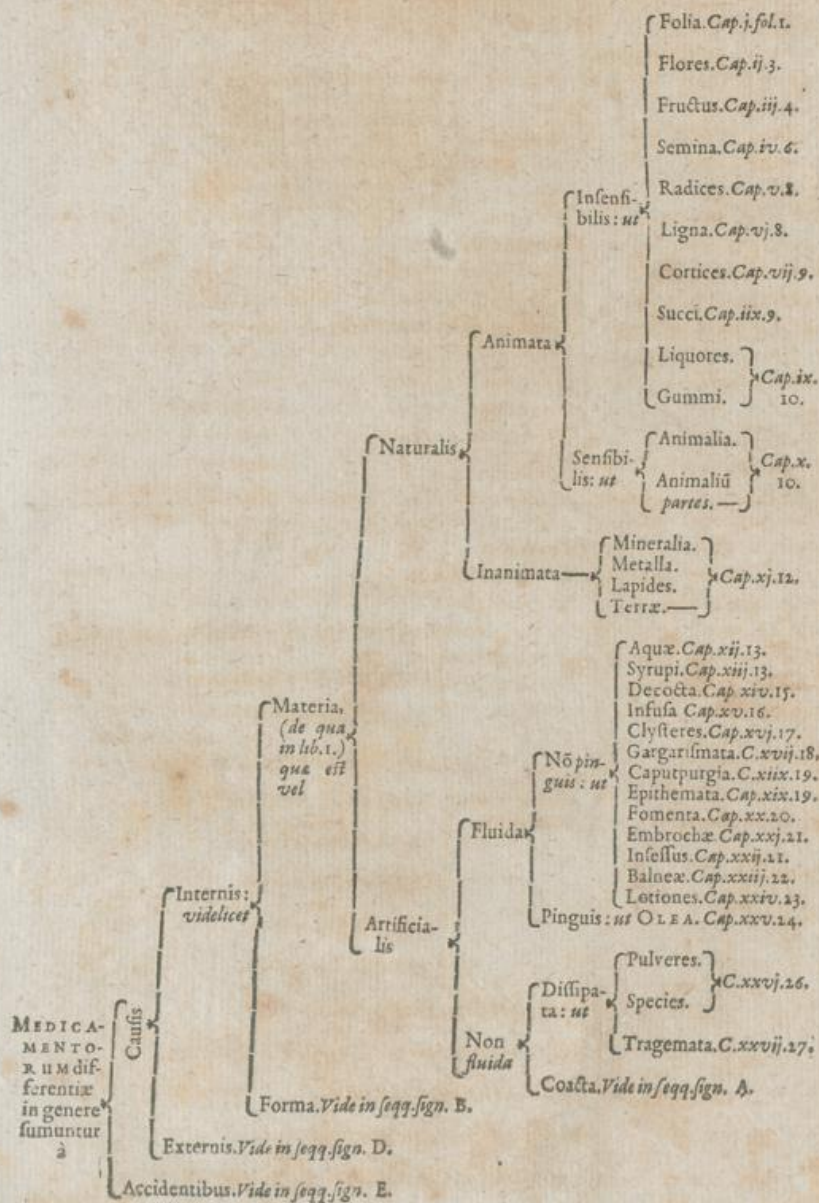 Folia.Cap.j.fol.1.
Flores.Cap.ij.3.
Fructus.Cap.iij.4.
Semina.Cap.iv.6.
Radices.Cap.v.8.
Ligna.Cap.vj.8.
Cortices.Cap.vij.9.
Succi.Cap.iix.9.
Liquores.
Gummi.
Cap.ix.
10.
Insensi-
bilis: ut
Animata
Sensibi-
lis: ut
Animalia.
Animaliũ
partes.
Cap.x.
10.
Naturalis
Inanimata
Mineralia.
Metalla.
Lapides.
Terræ.
Cap.xj.12.
Materia,
(de qua
in lib.1.)
quæ est
vel
Aquæ.Cap.xij.13.
Syrupi.Cap.xiij.13.
Decocta.Cap xiv.15.
Infusa Cap.xv.16.
Clysteres.Cap.xvj.17.
Gargarismata.C.xvij.18.
Caputpurgia.C.xiix.19.
Epithemata.Cap.xix.19.
Fomenta.Cap.xx.20.
Embrochæ.Cap.xxj.21.
Insessus.Cap.xxij.21.
Balneæ.Cap.xxiij.22.
Lotiones.Cap.xxiv.23.
Nõ pin-
guis: ut
Fluida
Pinguis: ut OLEA. Cap.xxv.24.
Internis:
videlicet
Artificia-
lis
Non
fluida
Dissipa-
ta: ut
Pulveres.
Species.
C.xxvj.26.
Tragemata.C.xxvij.27.
Coacta.Vide in seqq.sign. A.
MEDICA-
MENTO-
RUM dif-
ferentiæ
in genere
sumuntur
à
Causis
Forma.Vide in seqq.sign. B.
Externis.Vide in seqq.sign. D.
Accidentibus.Vide in seqq.sign. E.